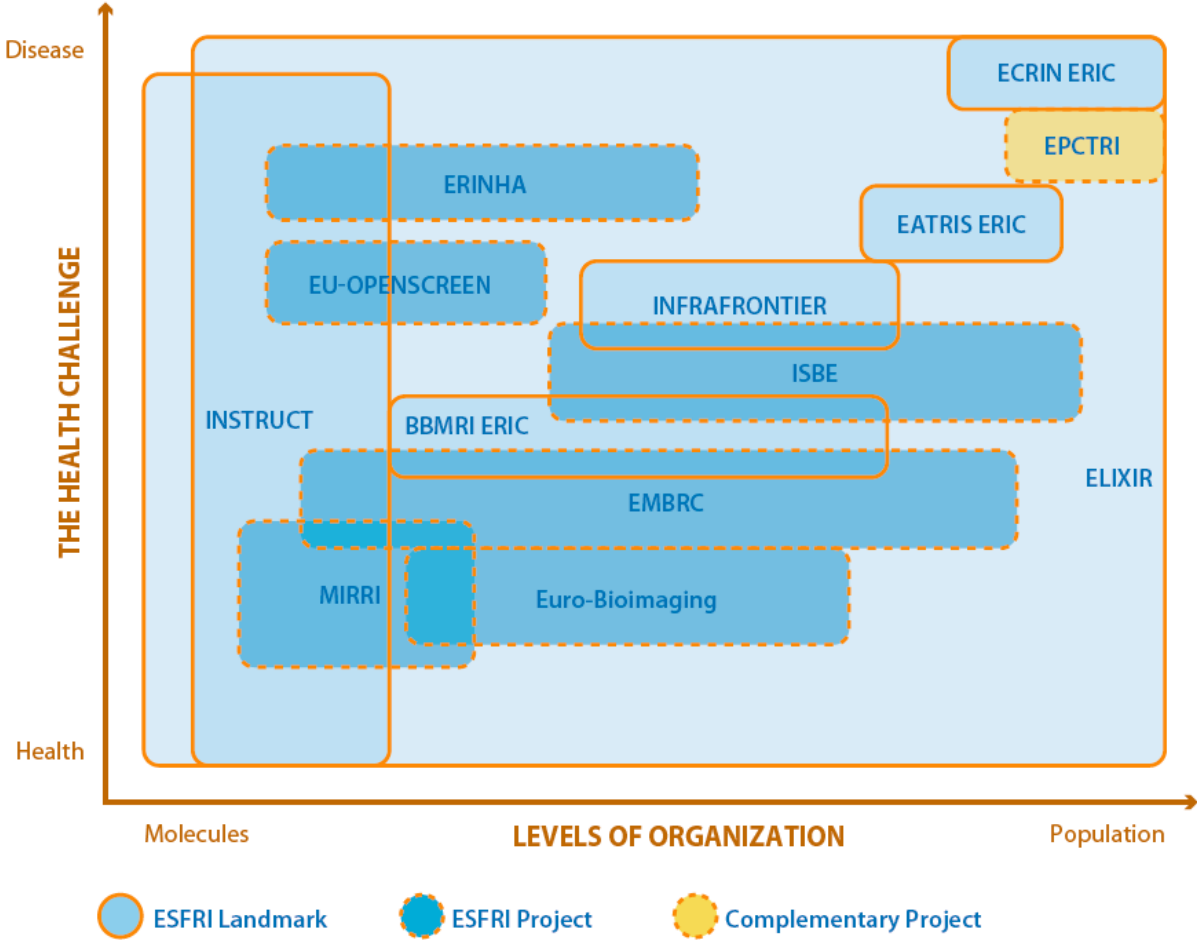 Disease
ECRIN ERIC
EPCTRI
ERINHA
EATRIS ERIC
EU-OPENSCREEN
INFRAFRONTIER
ISBE
THE HEALTH CHALLENGE
INSTRUCT
BBMRI ERIC
ELIXIR
EMBRC
MIRRI
Euro-Bioimaging
Health
Molecules
LEVELS OF ORGANIZATION
Population
ESFRI Landmark
ESFRI Project
Complementary Project